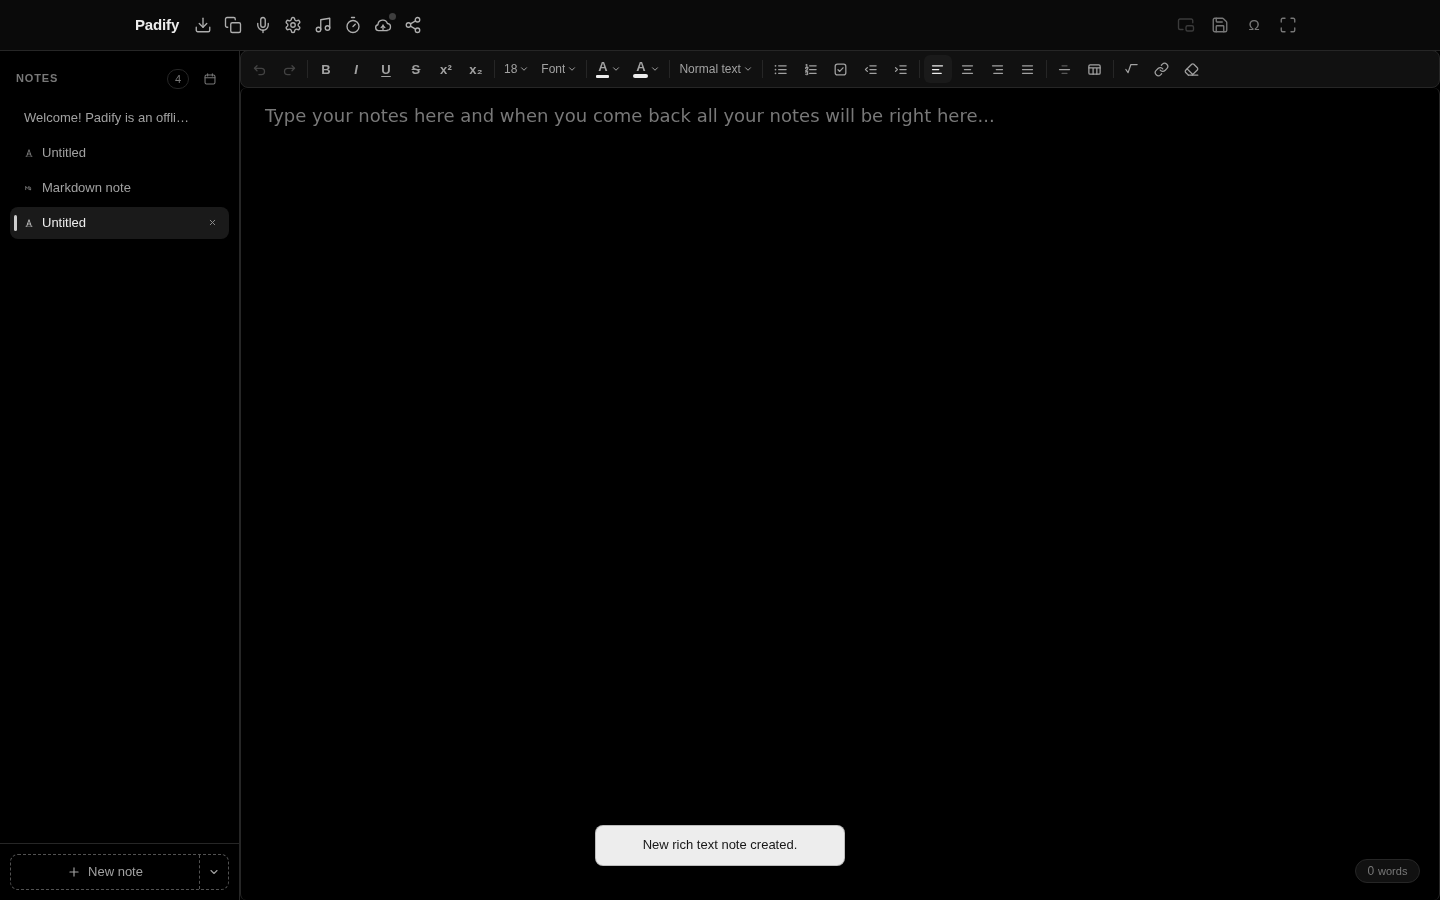 Padify
Ω
NOTES
4
Welcome! Padify is an offli…
Untitled
Markdown note
Untitled
B I U S x² x₂ 18 Font A A Normal text
Type your notes here and when you come back all your notes will be right here...
New rich text note created.
New note
0 words